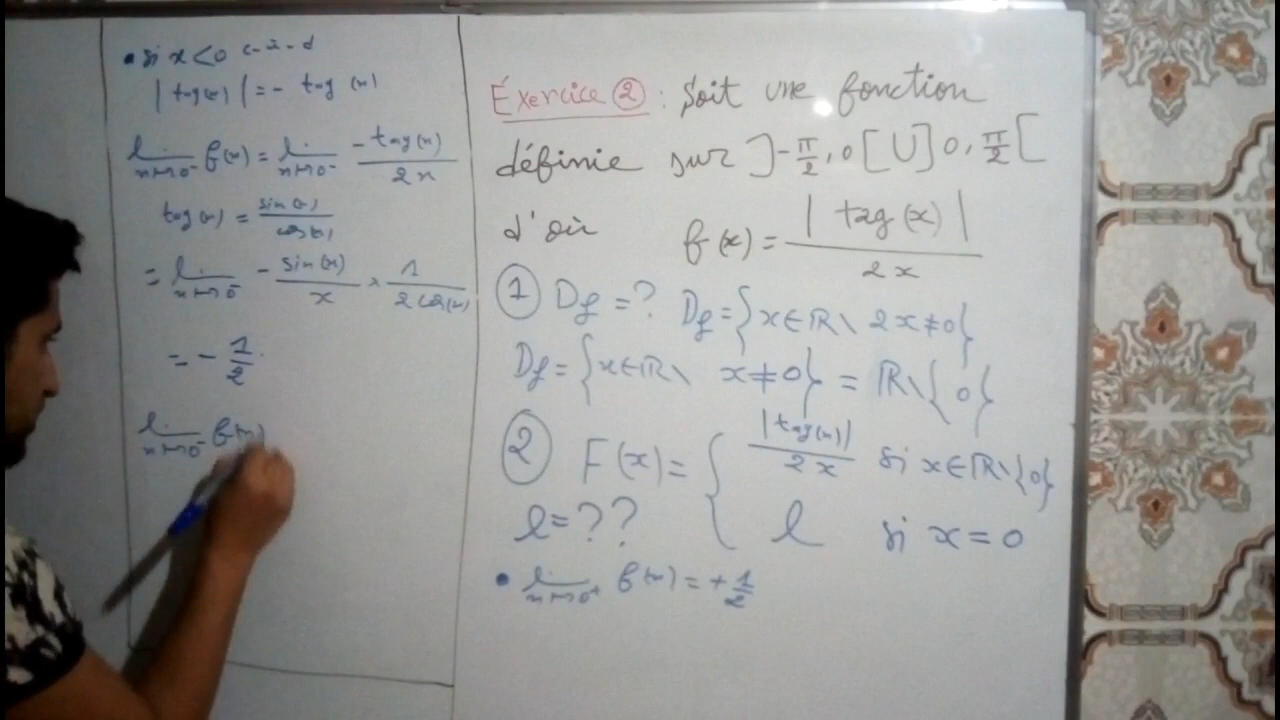 • si x < 0 c-à-d
| tag(x) | = - tag (x)
lim x→0⁻ f(x) = lim x→0⁻ - tag(x) / 2x
tag(x) = sin(x) / cos(x)
= lim x→0⁻ - sin(x) / x × 1 / 2cos(x)
= - 1/2.
lim x→0⁻ f(x)
Éxercice ② : Soit une fonction
définie sur ]-π/2, 0[ U ]0, π/2[
d'où f(x) = | tag(x) | / 2x
① Df = ? Df = {x∈ℝ\ 2x≠0}
Df = {x∈ℝ\ x≠0} = ℝ\{0}
② F(x) = { |tag(x)| / 2x si x∈ℝ\{0}
l = ?? l si x = 0
• lim x→0⁺ f(x) = + 1/2